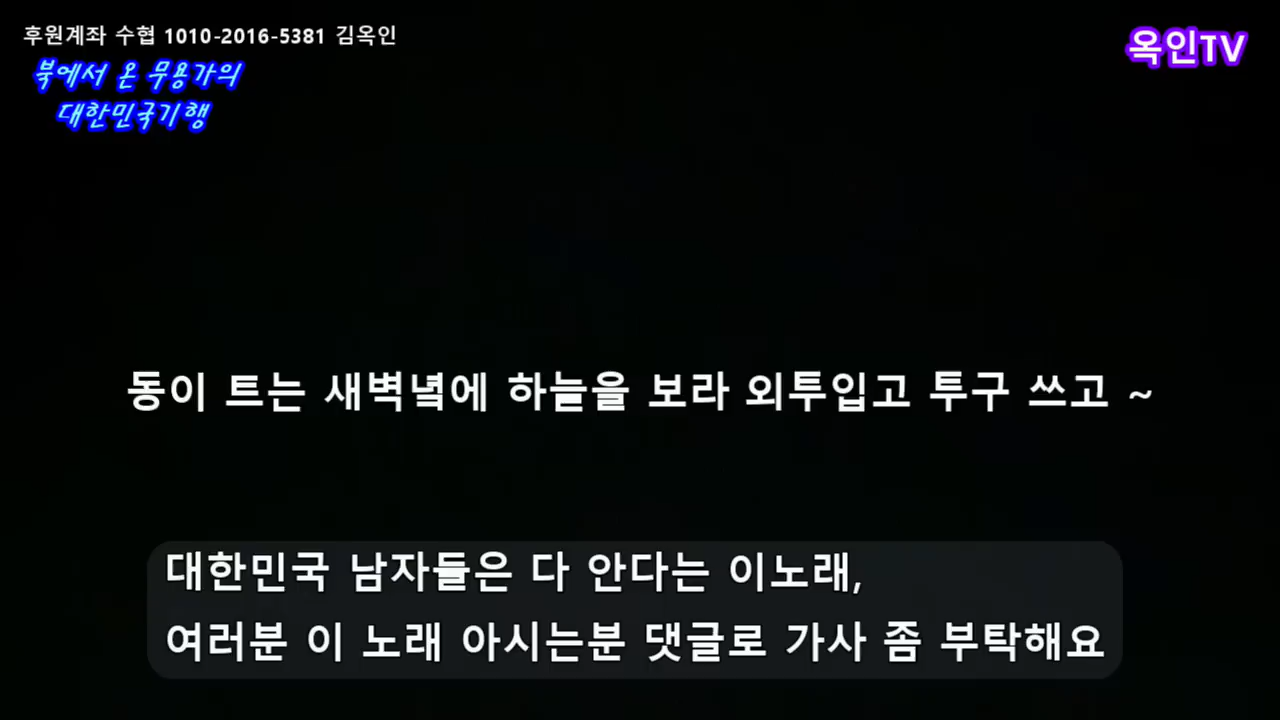 후원계좌 수협 1010-2016-5381 김옥인
옥인TV
북에서 온 무용가의
대한민국기행
동이 트는 새벽녘에 하늘을 보라 외투입고 투구 쓰고 ~
대한민국 남자들은 다 안다는 이노래,
여러분 이 노래 아시는분 댓글로 가사 좀 부탁해요